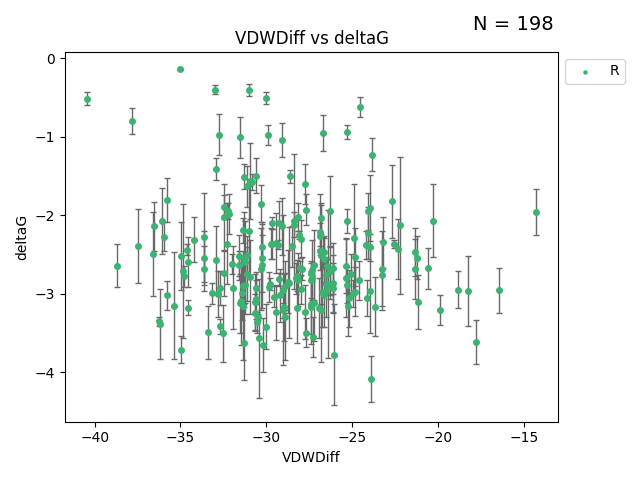 N = 198
VDWDiff vs deltaG
R
deltaG
0
−1
−2
−3
−4
−40 −35 −30 −25 −20 −15
VDWDiff